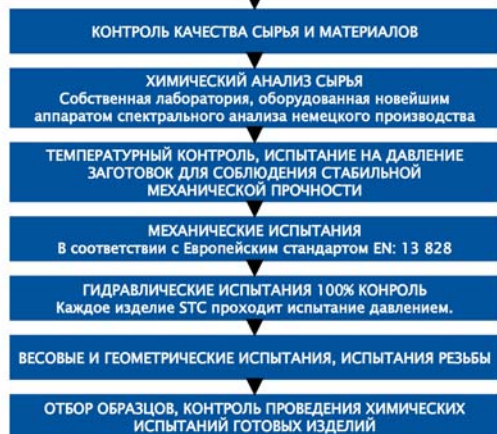 КОНТРОЛЬ КАЧЕСТВА СЫРЬЯ И МАТЕРИАЛОВ
ХИМИЧЕСКИЙ АНАЛИЗ СЫРЬЯ
Собственная лаборатория, оборудованная новейшим
аппаратом спектрального анализа немецкого производства
ТЕМПЕРАТУРНЫЙ КОНТРОЛЬ, ИСПЫТАНИЕ НА ДАВЛЕНИЕ
ЗАГОТОВОК ДЛЯ СОБЛЮДЕНИЯ СТАБИЛЬНОЙ
МЕХАНИЧЕСКОЙ ПРОЧНОСТИ
МЕХАНИЧЕСКИЕ ИСПЫТАНИЯ
В соответствии с Европейским стандартом EN: 13 828
ГИДРАВЛИЧЕСКИЕ ИСПЫТАНИЯ 100% КОНРОЛЬ
Каждое изделие STC проходит испытание давлением.
ВЕСОВЫЕ И ГЕОМЕТРИЧЕСКИЕ ИСПЫТАНИЯ, ИСПЫТАНИЯ РЕЗЬБЫ
ОТБОР ОБРАЗЦОВ, КОНТРОЛЬ ПРОВЕДЕНИЯ ХИМИЧЕСКИХ
ИСПЫТАНИЙ ГОТОВЫХ ИЗДЕЛИЙ